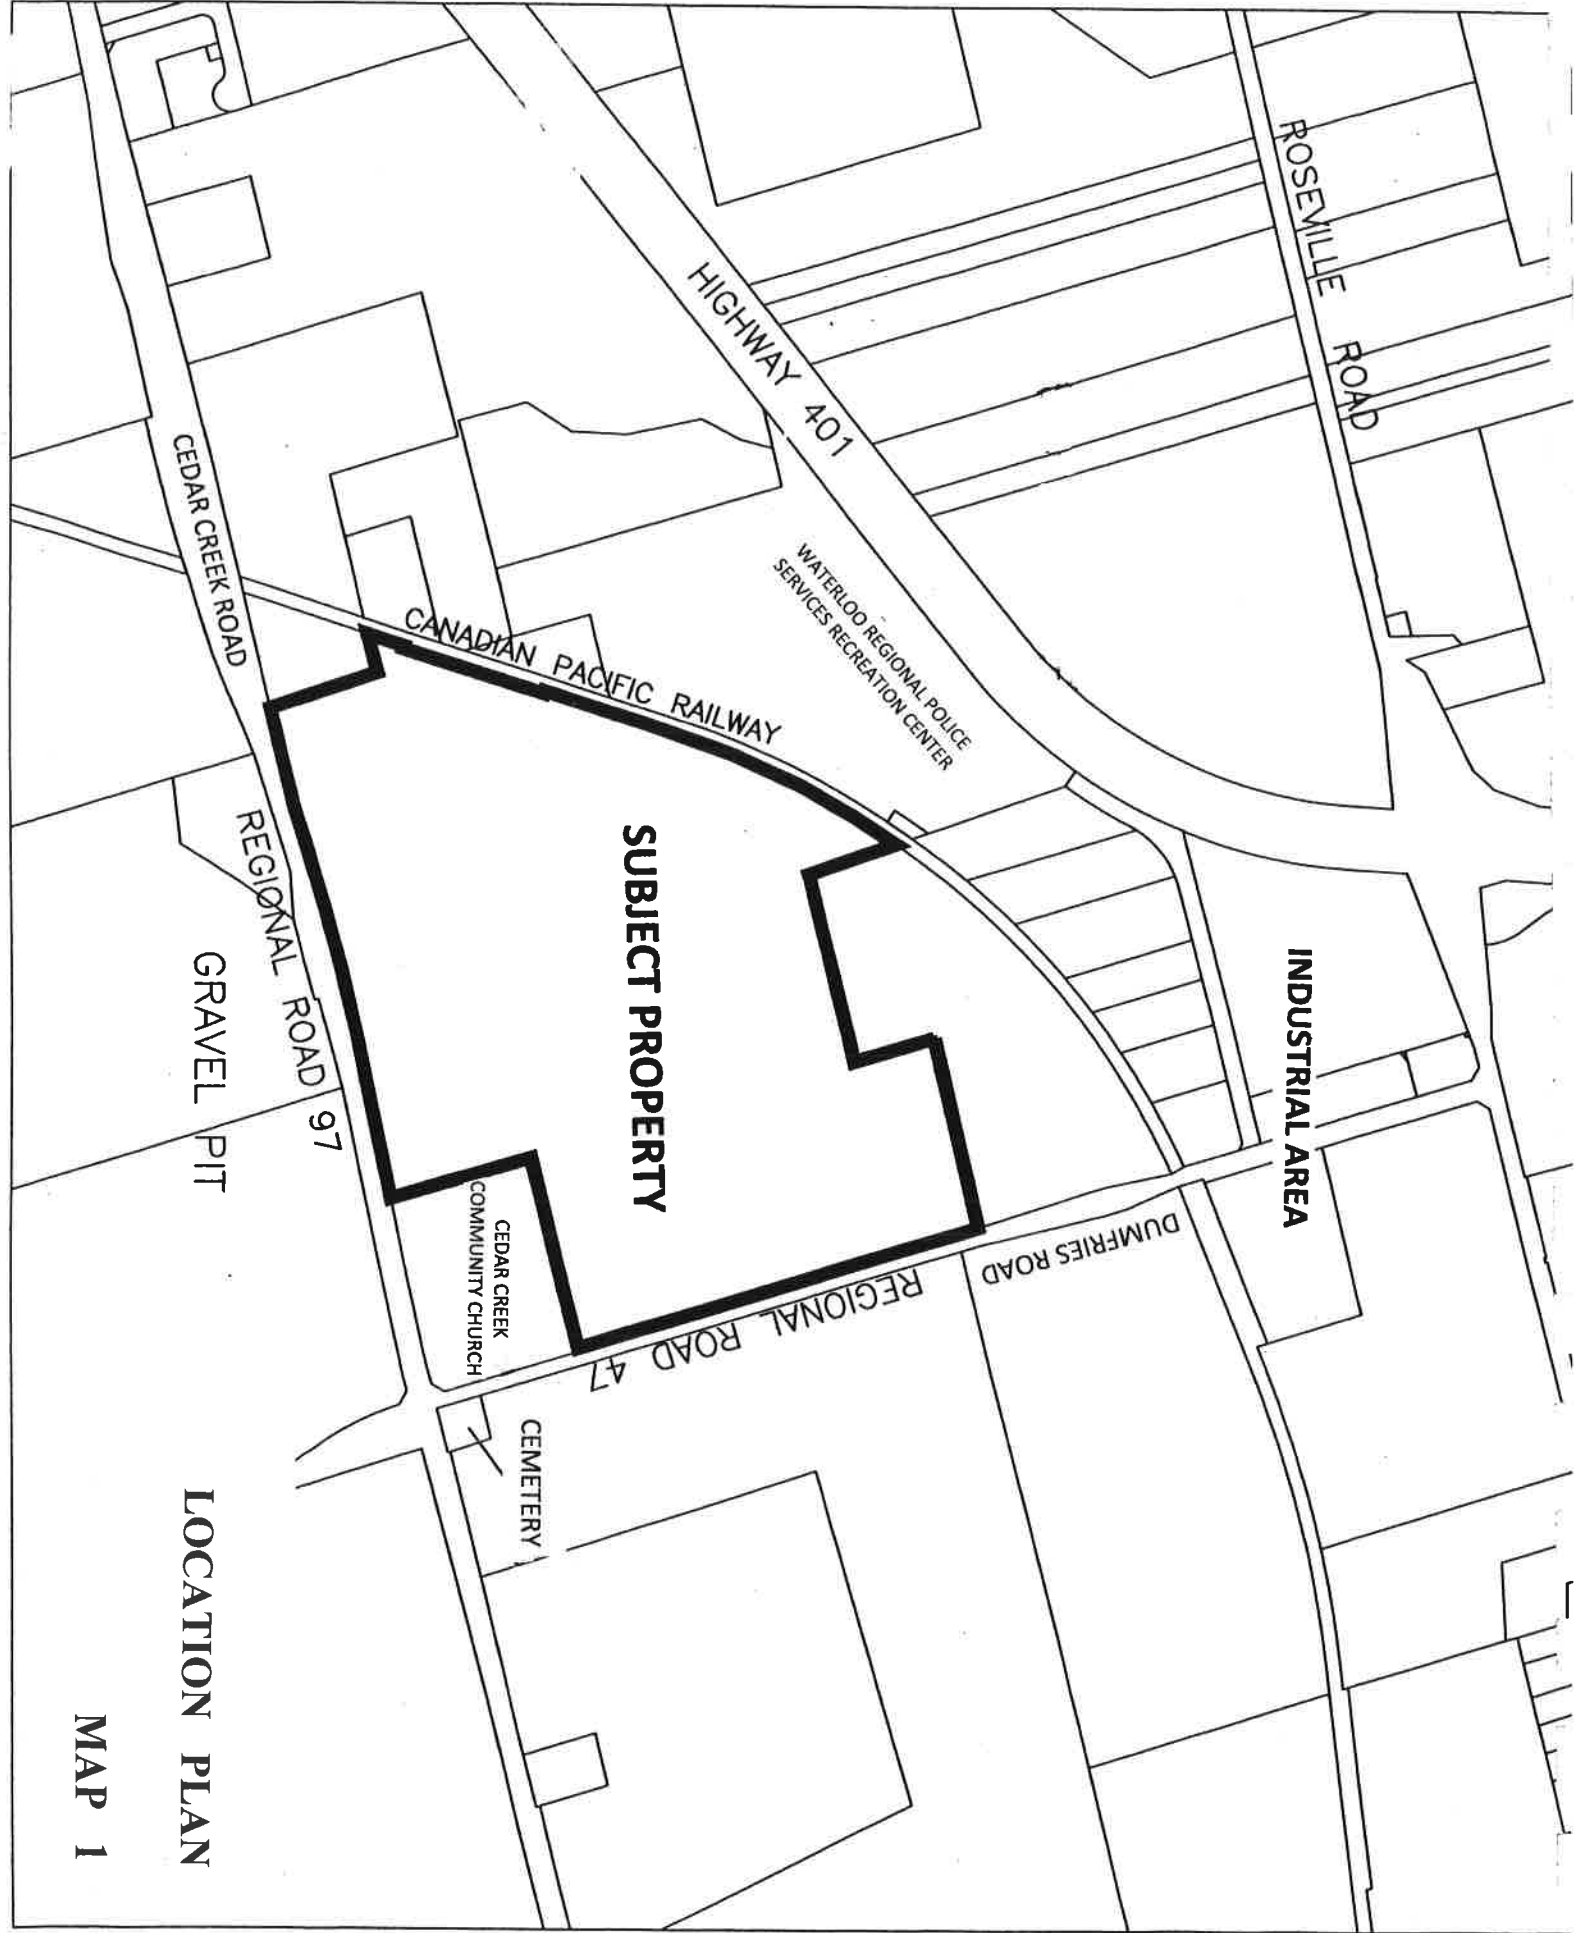 ROSEVILLE ROAD
HIGHWAY 401
WATERLOO REGIONAL POLICE
SERVICES RECREATION CENTER
INDUSTRIAL AREA
CANADIAN PACIFIC RAILWAY
DUMFRIES ROAD
SUBJECT PROPERTY
REGIONAL ROAD 47
CEDAR CREEK ROAD
CEDAR CREEK
COMMUNITY CHURCH
CEMETERY
REGIONAL ROAD 97
GRAVEL PIT
LOCATION PLAN
MAP 1